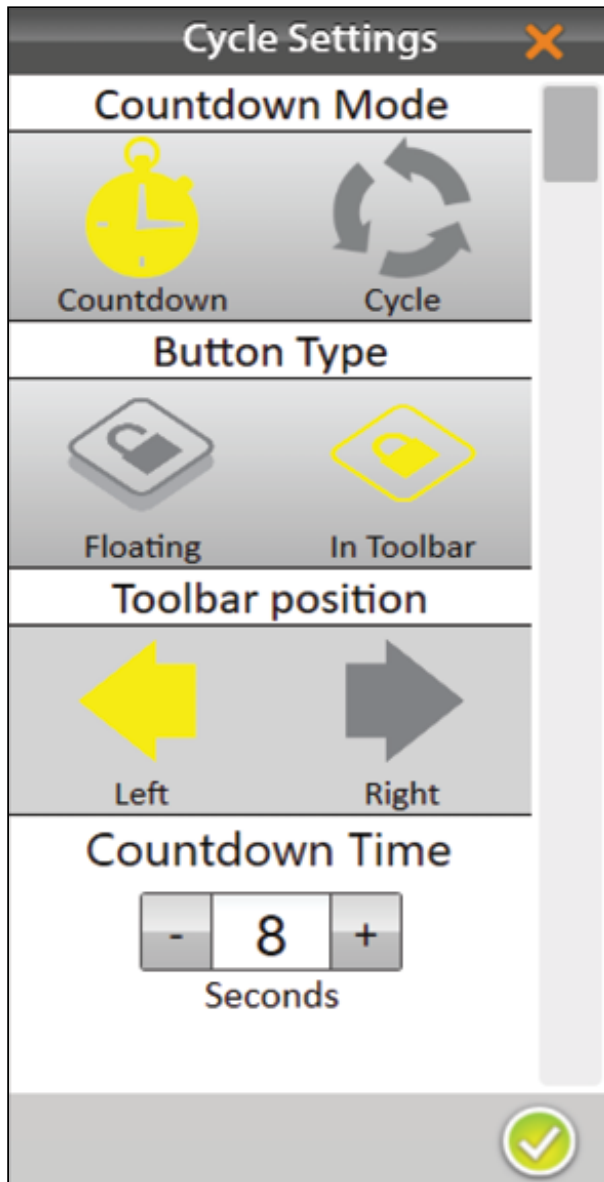 Cycle Settings
Countdown Mode
Countdown Cycle
Button Type
Floating In Toolbar
Toolbar position
Left Right
Countdown Time
- 8 +
Seconds